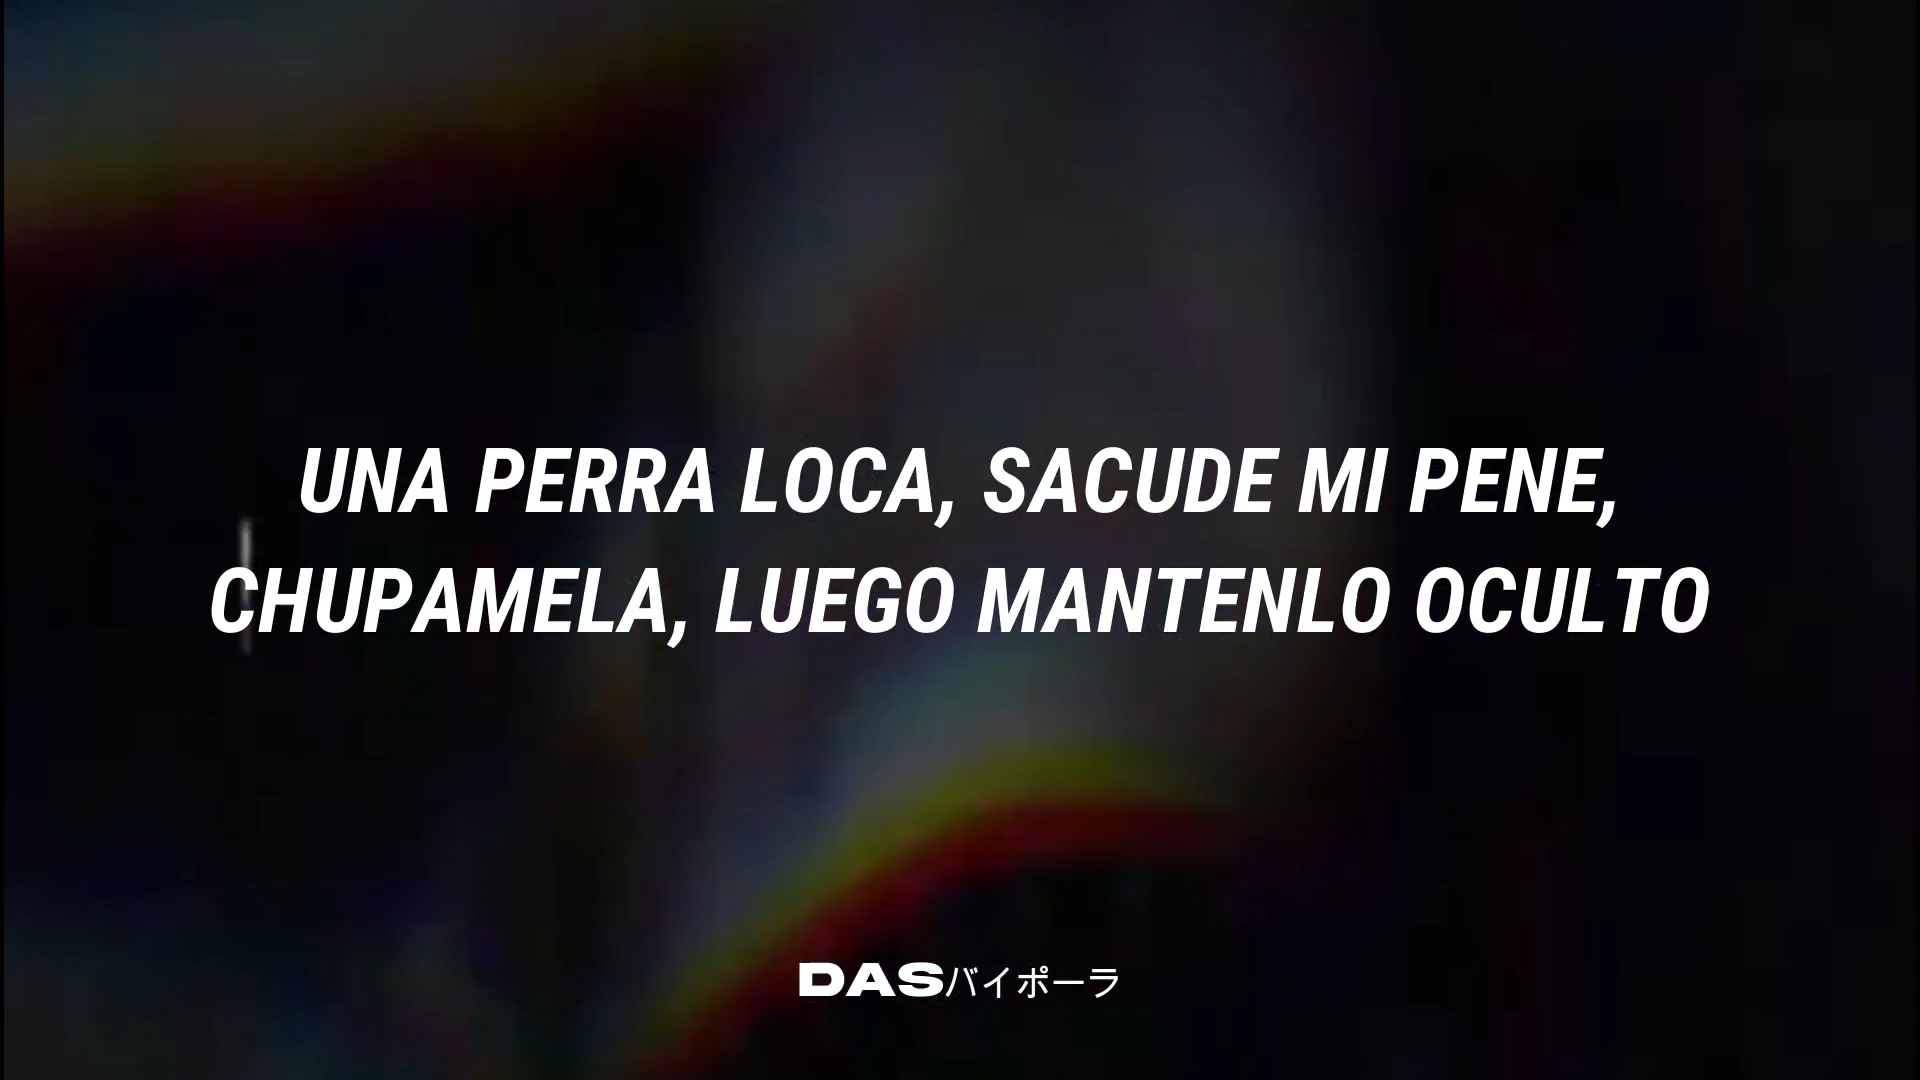 UNA PERRA LOCA, SACUDE MI PENE,
CHUPAMELA, LUEGO MANTENLO OCULTO
DASバイポーラ